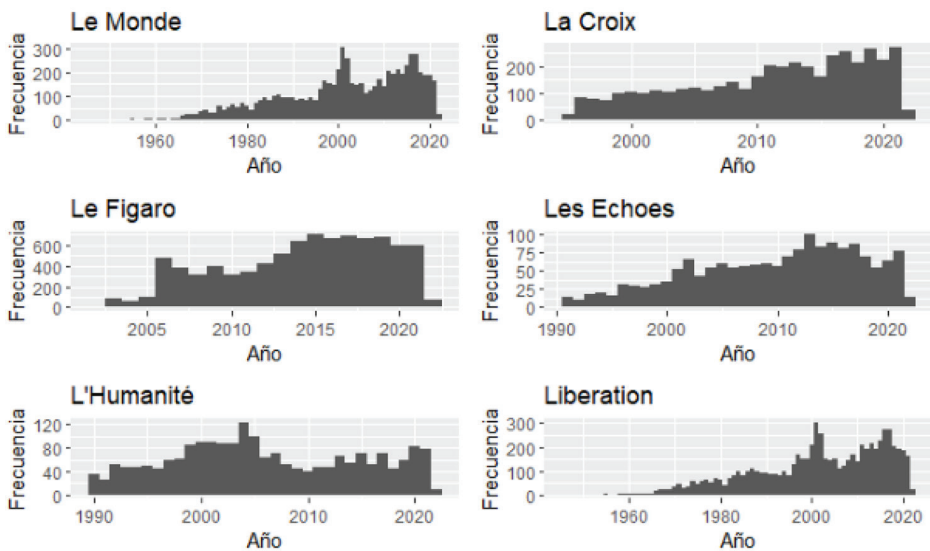 Le Monde
Frecuencia
300
200
100
0
1960
1980
2000
2020
Año
La Croix
Frecuencia
200
100
0
2000
2010
2020
Año
Le Figaro
Frecuencia
600
400
200
0
2005
2010
2015
2020
Año
Les Echoes
Frecuencia
100
75
50
25
0
1990
2000
2010
2020
Año
L'Humanité
Frecuencia
120
80
40
0
1990
2000
2010
2020
Año
Liberation
Frecuencia
300
200
100
0
1960
1980
2000
2020
Año